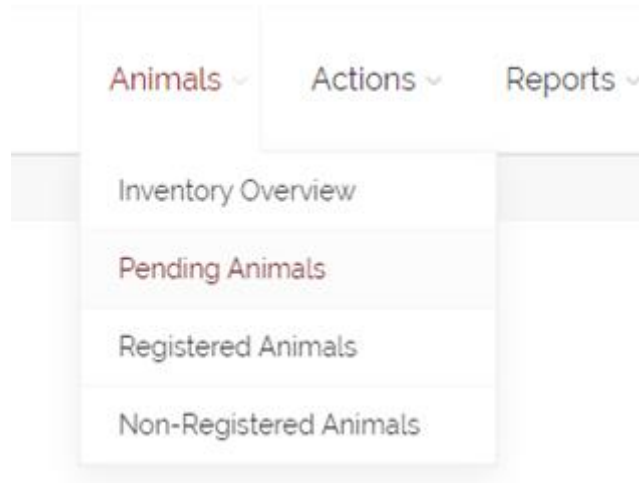 Animals Actions Reports
Inventory Overview
Pending Animals
Registered Animals
Non-Registered Animals